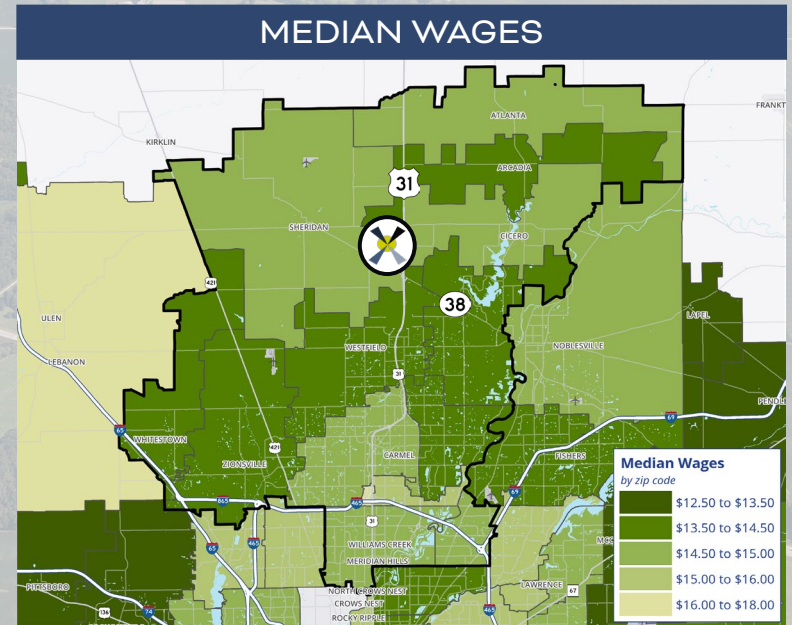 MEDIAN WAGES
FRANKT
ATLANTA
KIRKLIN
ARCADIA
31
SHERIDAN
CICERO
421
38
ULEN
LAPEL
WESTFIELD
NOBLESVILLE
LEBANON
31
PENDL
69
65
WHITESTOWN
421
ZIONSVILLE
CARMEL
FISHERS
69
865
465
31
65
465
WILLIAMS CREEK
MERIDIAN HILLS
MC
PITTSBORO
NORTH CROWS NEST
LAWRENCE
67
CROWS NEST
136
74
465
ROCKY RIPPLE
Median Wages
by zip code
$12.50 to $13.50
$13.50 to $14.50
$14.50 to $15.00
$15.00 to $16.00
$16.00 to $18.00